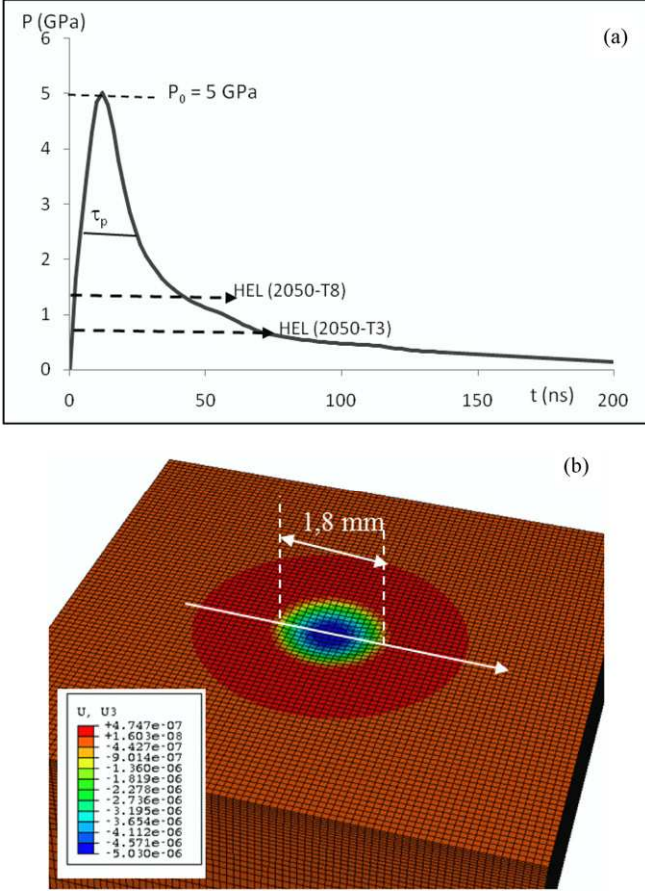 P (GPa)
(a)
6
5
P₀ = 5 GPa
4
3
τₚ
2
HEL (2050-T8)
1
HEL (2050-T3)
0
t (ns)
0 50 100 150 200
(b)
1,8 mm
U, U3
+4.747e-07
+1.603e-08
-4.427e-07
-9.014e-07
-1.360e-06
-1.819e-06
-2.278e-06
-2.736e-06
-3.195e-06
-3.654e-06
-4.112e-06
-4.571e-06
-5.030e-06